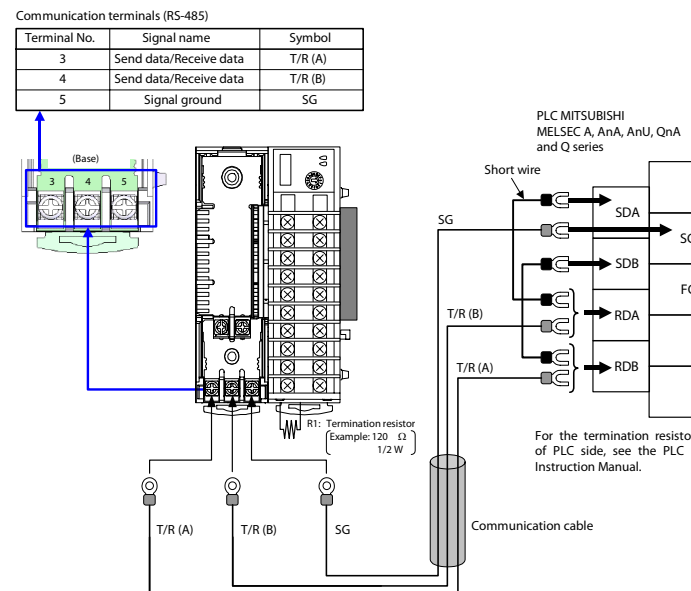 Communication terminals (RS-485)
Terminal No. Signal name Symbol
3 Send data/Receive data T/R (A)
4 Send data/Receive data T/R (B)
5 Signal ground SG
(Base)
3 4 5
PLC MITSUBISHI
MELSEC A, AnA, AnU, QnA
and Q series
Short wire
SG
SDA
SDB
T/R (B)
RDA
T/R (A)
RDB
R1: Termination resistor
Example: 120 Ω
1/2 W
For the termination
of PLC side, see the PLC
Instruction Manual.
T/R (A)
T/R (B)
SG
Communication cable